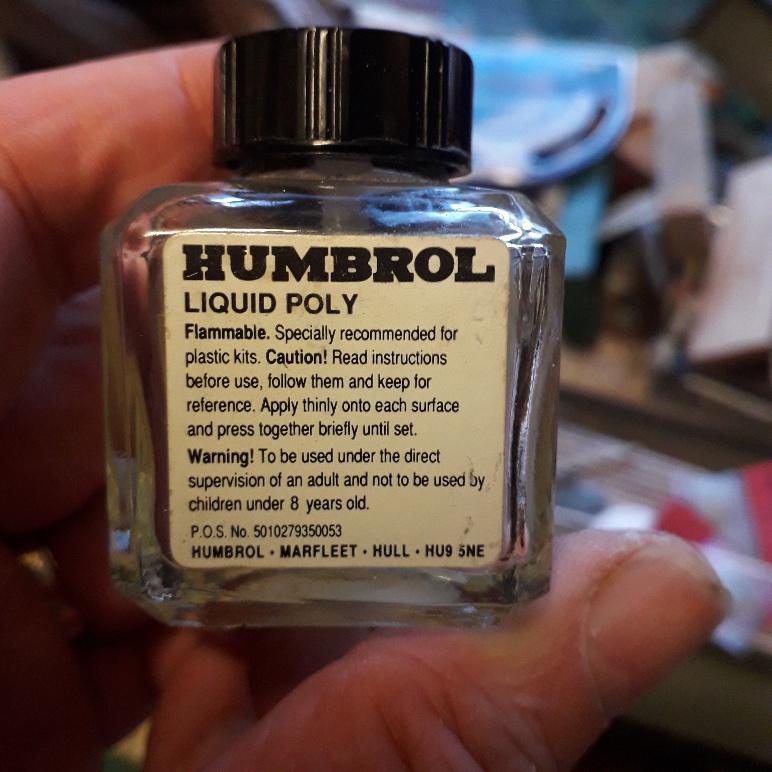 HUMBROL
LIQUID POLY
Flammable. Specially recommended for
plastic kits. Caution! Read instructions
before use, follow them and keep for
reference. Apply thinly onto each surface
and press together briefly until set.
Warning! To be used under the direct
supervision of an adult and not to be used by
children under 8 years old.
P.O.S. No. 5010279350053
HUMBROL · MARFLEET · HULL · HU9 5NE